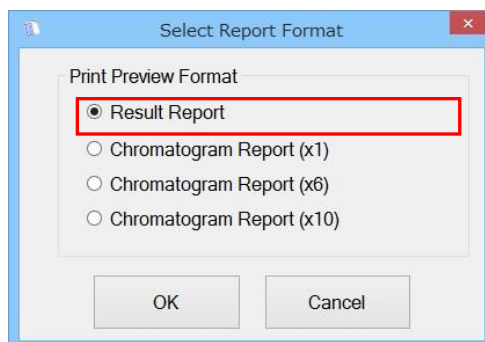 Select Report Format
Print Preview Format
Result Report
Chromatogram Report (x1)
Chromatogram Report (x6)
Chromatogram Report (x10)
OK Cancel